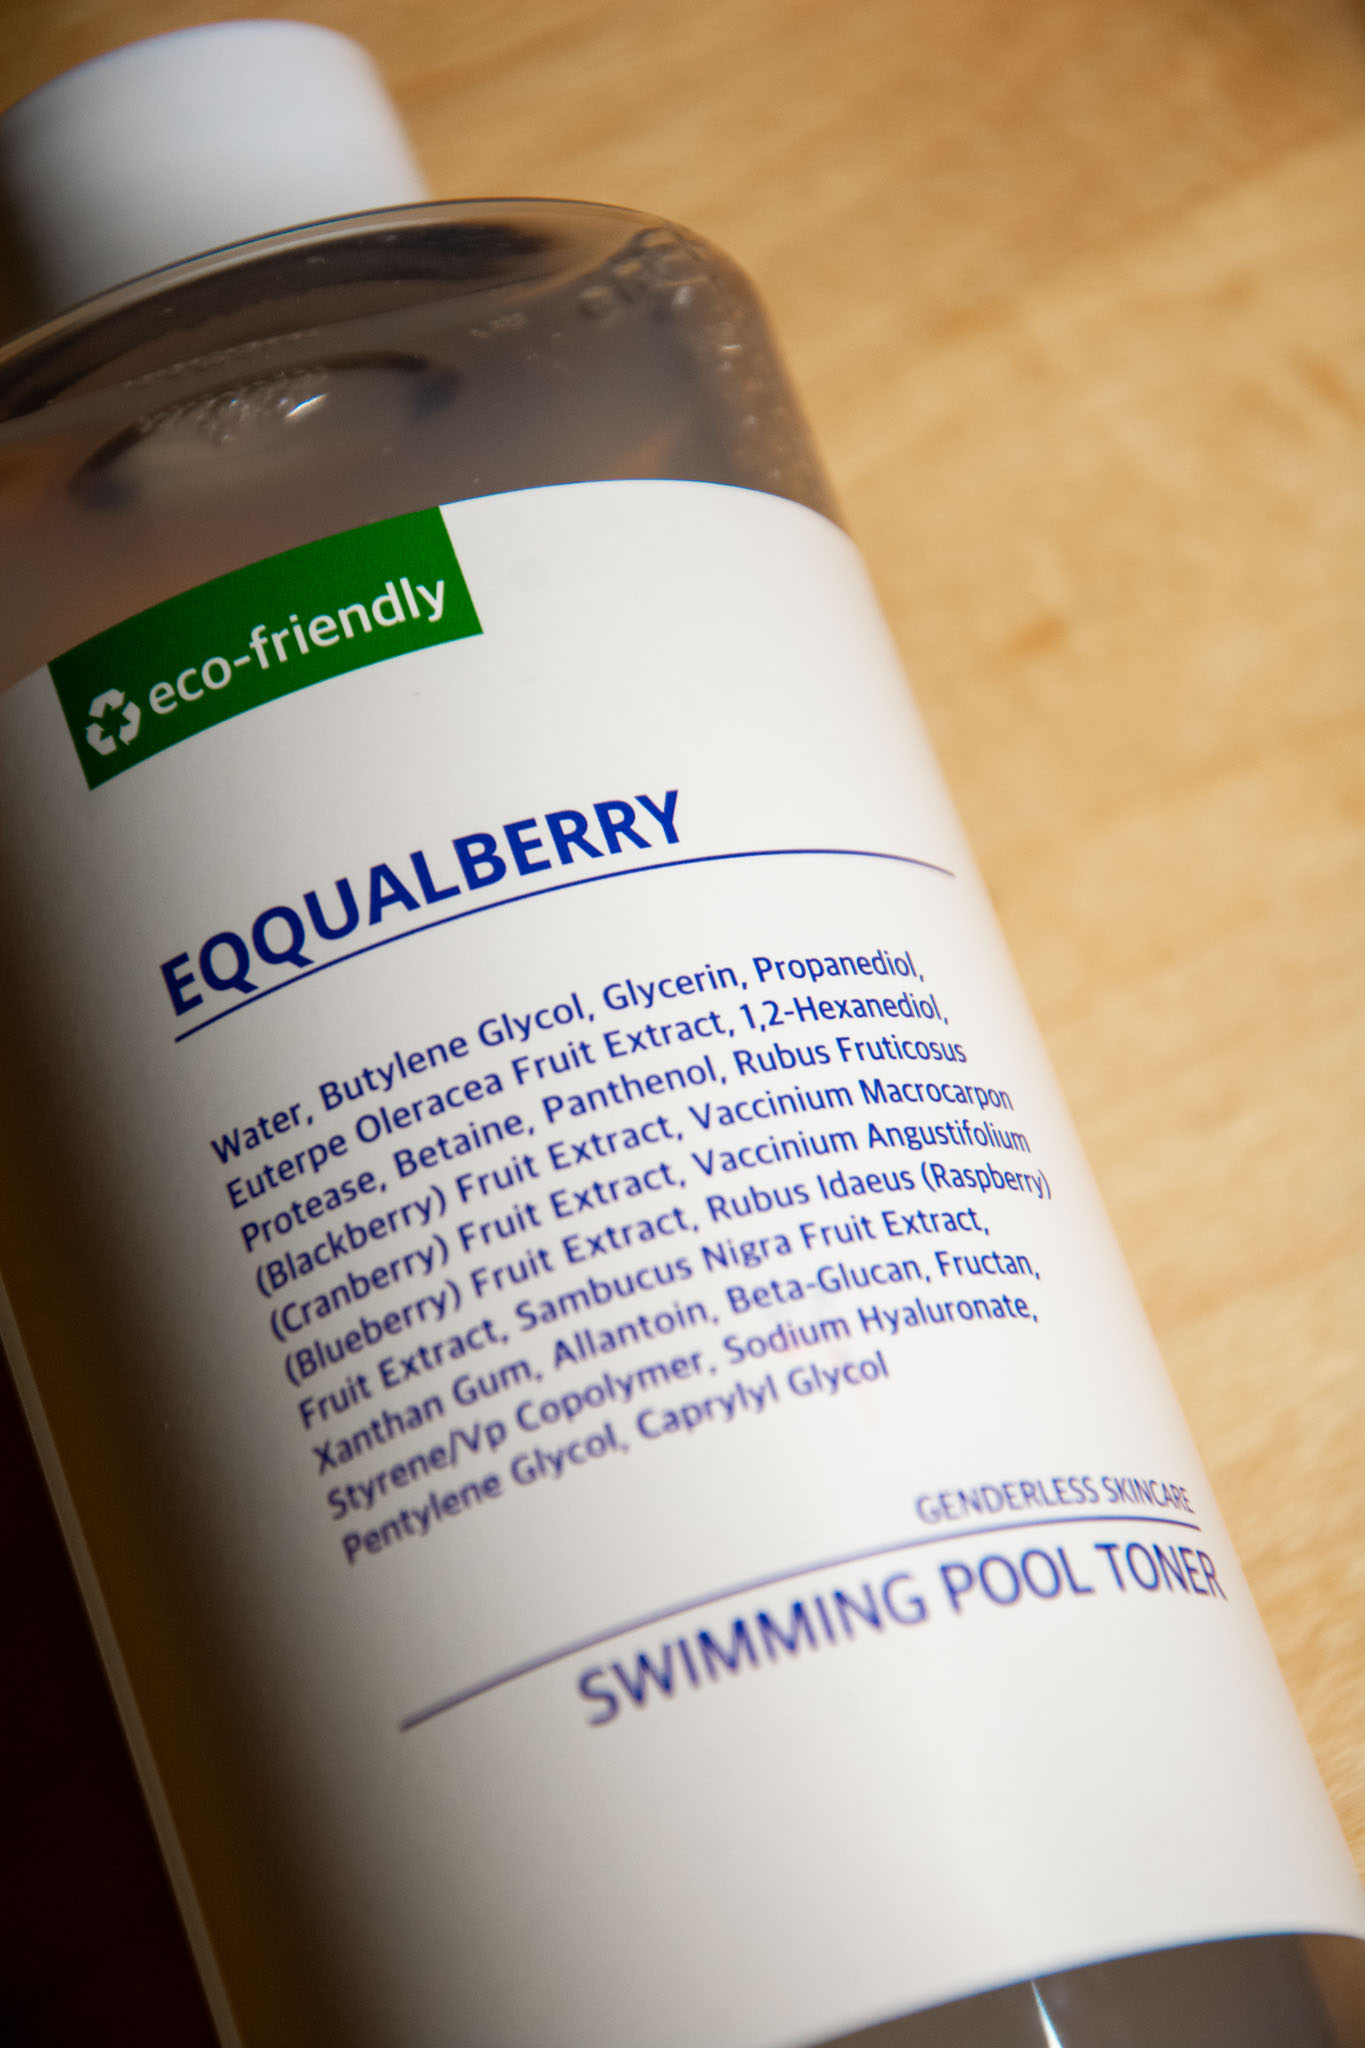 eco-friendly
EQQUALBERRY
Water, Butylene Glycol, Glycerin, Propanediol,
Euterpe Oleracea Fruit Extract, 1,2-Hexanediol,
Protease, Betaine, Panthenol, Rubus Fruticosus
(Blackberry) Fruit Extract, Vaccinium Macrocarpon
(Cranberry) Fruit Extract, Vaccinium Angustifolium
(Blueberry) Fruit Extract, Rubus Idaeus (Raspberry)
Fruit Extract, Sambucus Nigra Fruit Extract,
Xanthan Gum, Allantoin, Beta-Glucan, Fructan,
Styrene/Vp Copolymer, Sodium Hyaluronate,
Pentylene Glycol, Caprylyl Glycol
GENDERLESS SKINCARE
SWIMMING POOL TONER